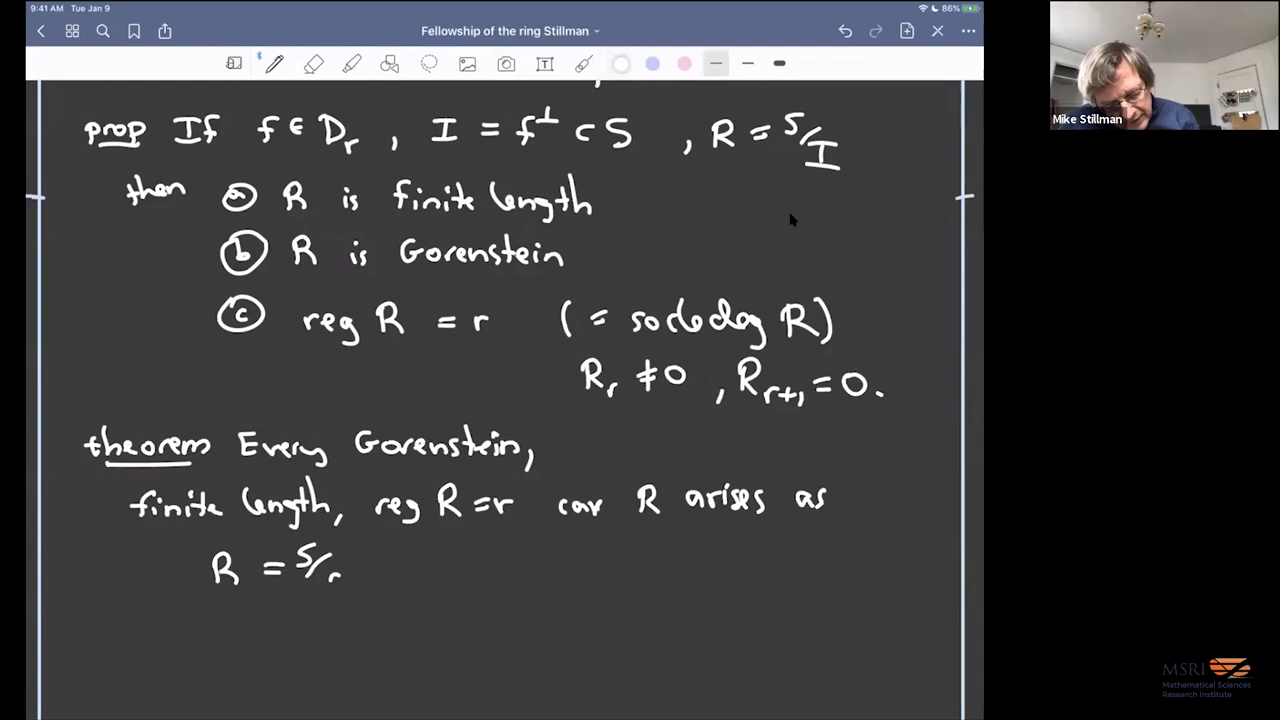 9:41 AM Tue Jan 9
86%
Fellowship of the ring Stillman
prop If f ∈ D_r , I = f^⊥ ⊂ S , R = S/I
then ⓐ R is finite length
ⓑ R is Gorenstein
ⓒ reg R = r ( = socle deg R)
R_r ≠ 0 , R_{r+1} = 0.
theorem Every Gorenstein,
finite length, reg R = r R arises as
R = S/
Mike Stillman
MSRI
Mathematical Sciences
Research Institute